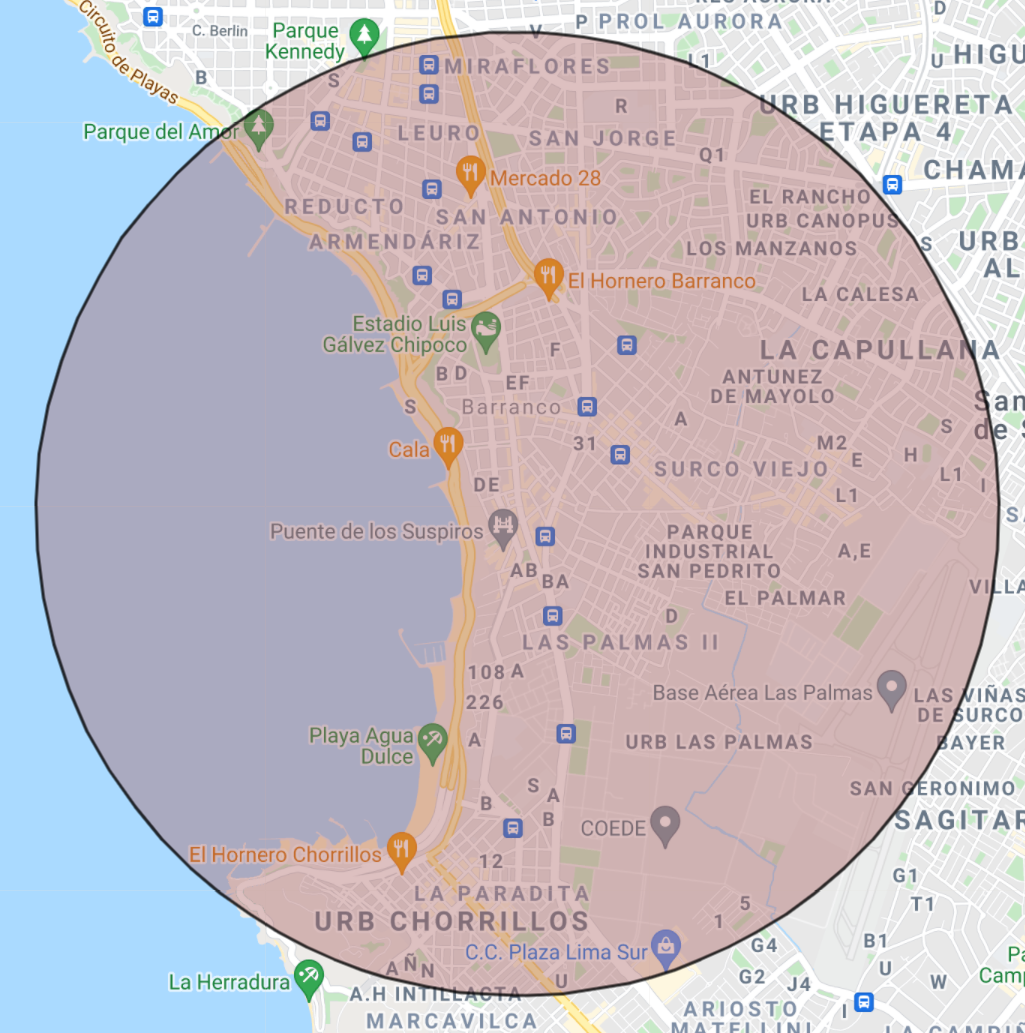 RES AURORA
Circuito de Playas
C. Berlin
P PROL AURORA
D
Parque
Kennedy
V
L1
U HIGU
MIRAFLORES
B
S
R
URB HIGUERETA
ETAPA 4
Parque del Amor
LEURO
SAN JORGE
Q1
CHAMA
Mercado 28
EL RANCHO
URB CANOPUS
REDUCTO
SAN ANTONIO
ARMENDÁRIZ
LOS MANZANOS
S
URB
AL
El Hornero Barranco
LA CALESA
Estadio Luis
Gálvez Chipoco
F
LA CAPULLANA
B D
EF
ANTUNEZ
DE MAYOLO
S
Barranco
A
San
de S
Cala
31
M2
E
H
S
SURCO VIEJO
L1
I
DE
L1
S
Puente de los Suspiros
PARQUE
INDUSTRIAL
SAN PEDRITO
A,E
AB
BA
VILLA
EL PALMAR
D
LAS PALMAS II
108 A
226
Base Aérea Las Palmas
LAS VIÑAS
DE SURCO
BAYER
Playa Agua
Dulce
A
URB LAS PALMAS
S
A
B
B
SAN GERONIMO
SAGITAR
COEDE
El Hornero Chorrillos
12
G1
LA PARADITA
T1
URB CHORRILLOS
5
1
C.C. Plaza Lima Sur
G4
B1
A
Ñ
N
U
La Herradura
U
G2
J4
W
Pa
Camp
A.H INTILLACTA
I
MARCAVILCA
ARIOSTO
MATELLINI